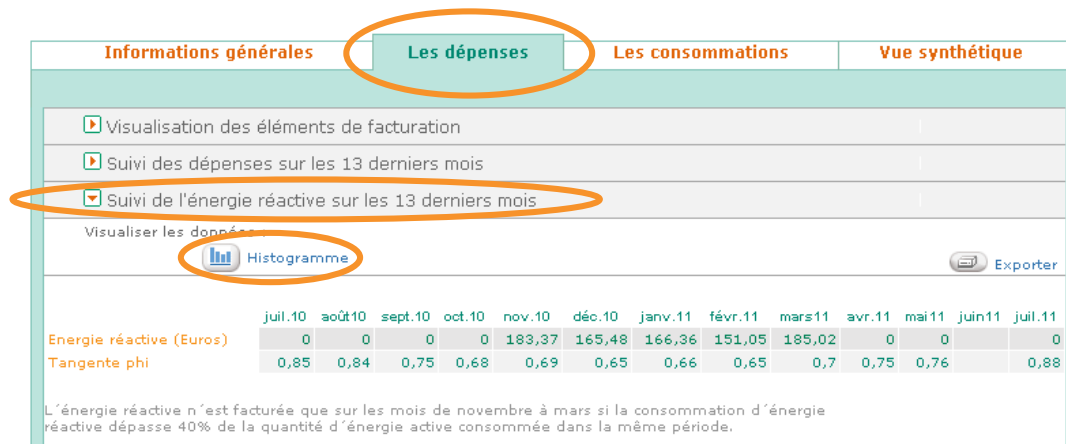 Informations générales Les dépenses Les consommations Vue synthétique
Visualisation des éléments de facturation
Suivi des dépenses sur les 13 derniers mois
Suivi de l'énergie réactive sur les 13 derniers mois
Visualiser les données :
Histogramme Exporter
juil.10 août10 sept.10 oct.10 nov.10 déc.10 janv.11 févr.11 mars11 avr.11 mai11 juin11 juil.11
Energie réactive (Euros) 0 0 0 0 183,37 165,48 166,36 151,05 185,02 0 0 0
Tangente phi 0,85 0,84 0,75 0,68 0,69 0,65 0,66 0,65 0,7 0,75 0,76 0,88
L´énergie réactive n´est facturée que sur les mois de novembre à mars si la consommation d´énergie
réactive dépasse 40% de la quantité d´énergie active consommée dans la même période.